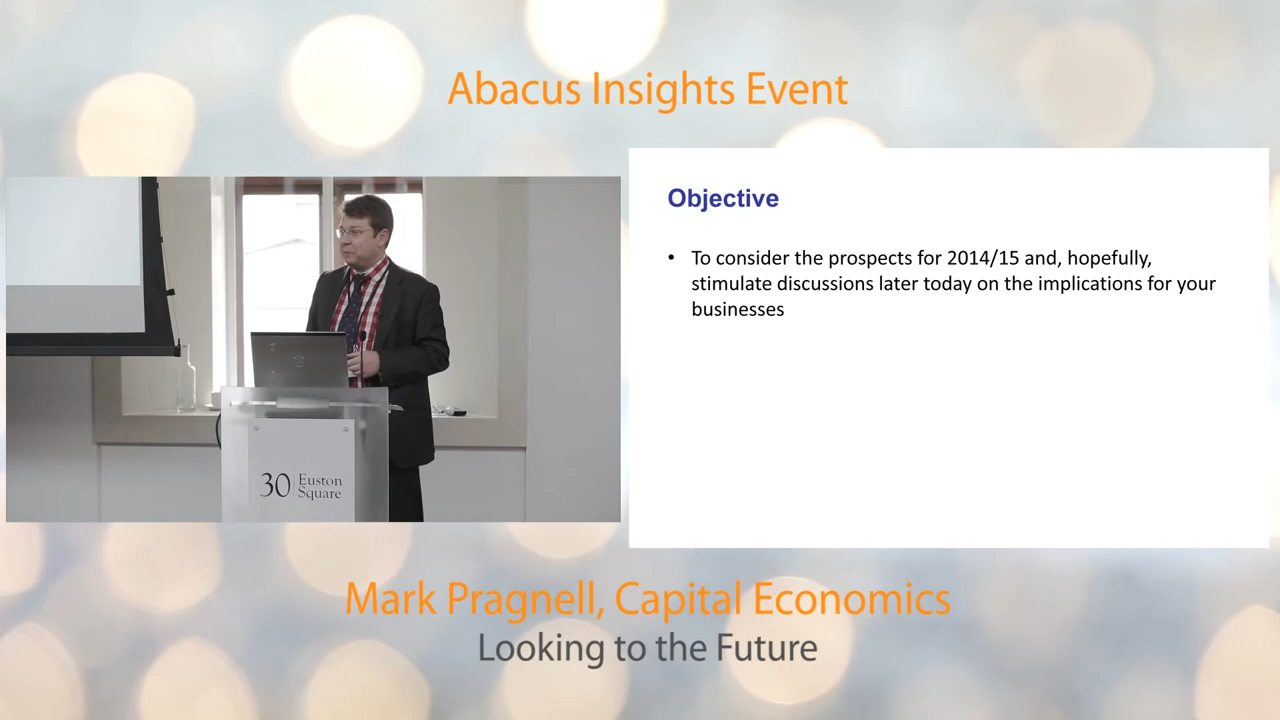 Abacus Insights Event
Objective
• To consider the prospects for 2014/15 and, hopefully,
stimulate discussions later today on the implications for your
businesses
30 Euston
Square
Mark Pragnell, Capital Economics
Looking to the Future